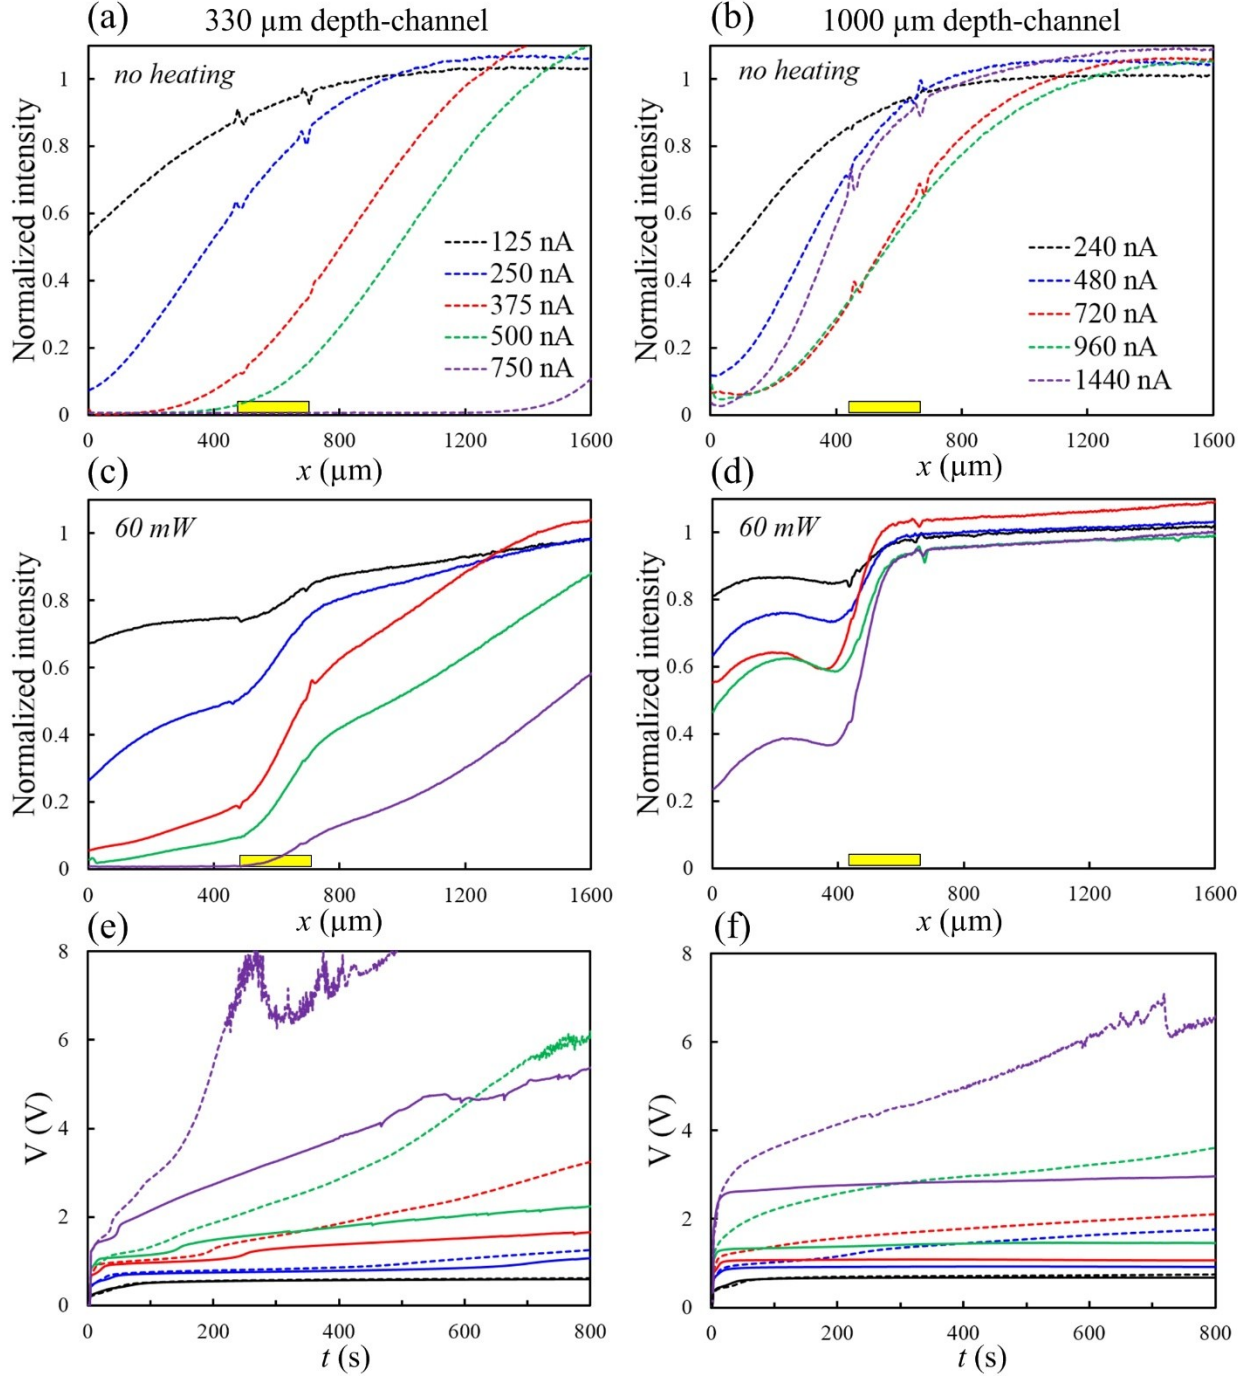 (a) 330 µm depth-channel
(b) 1000 µm depth-channel
no heating
Normalized intensity
1
0.8
0.6
0.4
0.2
0
125 nA
250 nA
375 nA
500 nA
750 nA
0 400 800 1200 1600
x (µm)
no heating
Normalized intensity
1
0.8
0.6
0.4
0.2
0
240 nA
480 nA
720 nA
960 nA
1440 nA
0 400 800 1200 1600
x (µm)
(c)
60 mW
Normalized intensity
1
0.8
0.6
0.4
0.2
0
0 400 800 1200 1600
x (µm)
(d)
60 mW
Normalized intensity
1
0.8
0.6
0.4
0.2
0
0 400 800 1200 1600
x (µm)
(e)
V (V)
8
6
4
2
0
0 200 400 600 800
t (s)
(f)
V (V)
8
6
4
2
0
0 200 400 600 800
t (s)